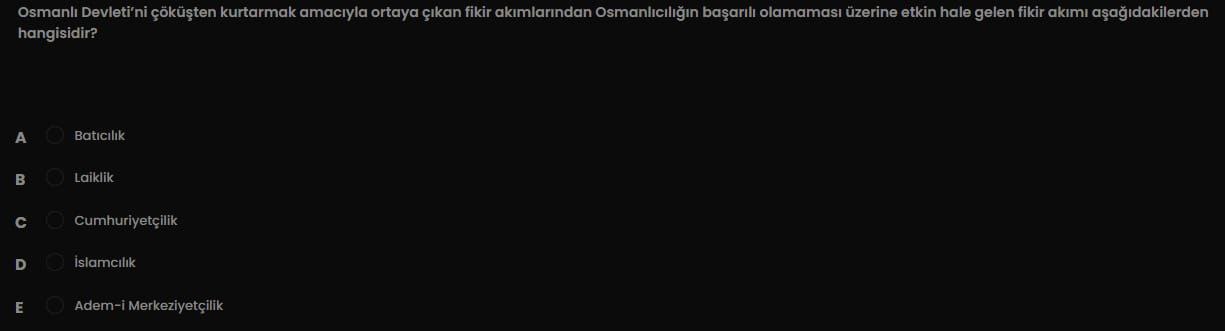 Osmanlı Devleti'ni çöküşten kurtarmak amacıyla ortaya çıkan fikir akımlarından Osmanlıcılığın başarılı olamaması üzerine etkin hale gelen fikir akımı aşağıdakilerden
hangisidir?
A Batıcılık
B Laiklik
C Cumhuriyetçilik
D İslamcılık
E Adem-i Merkeziyetçilik